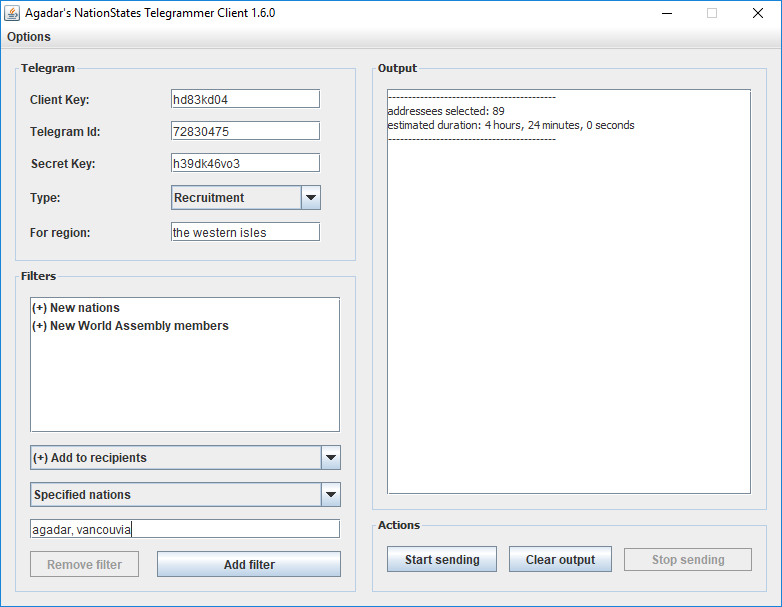 Agadar's NationStates Telegrammer Client 1.6.0
Options
Telegram
Client Key:
hd83kd04
Telegram Id:
72830475
Secret Key:
h39dk46vo3
Type:
Recruitment
For region:
the western isles
Filters
(+) New nations
(+) New World Assembly members
(+) Add to recipients
Specified nations
agadar, vancouvia
Remove filter
Add filter
Output
------------------------------------------
addressees selected: 89
estimated duration: 4 hours, 24 minutes, 0 seconds
------------------------------------------
Actions
Start sending
Clear output
Stop sending